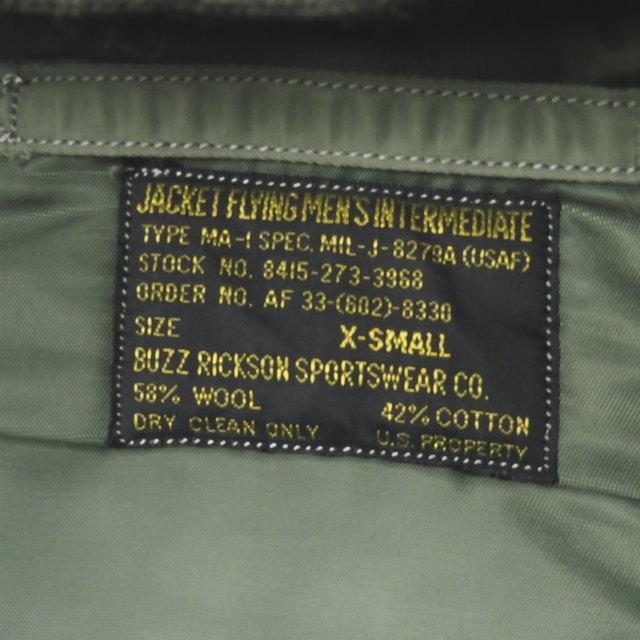 JACKET FLYING MEN'S INTERMEDIATE
TYPE MA-1 SPEC. MIL-J-8279A (USAF)
STOCK NO. 8415-273-3968
ORDER NO. AF 33-(602)-8330
SIZE X-SMALL
BUZZ RICKSON SPORTSWEAR CO.
58% WOOL 42% COTTON
DRY CLEAN ONLY U.S. PROPERTY